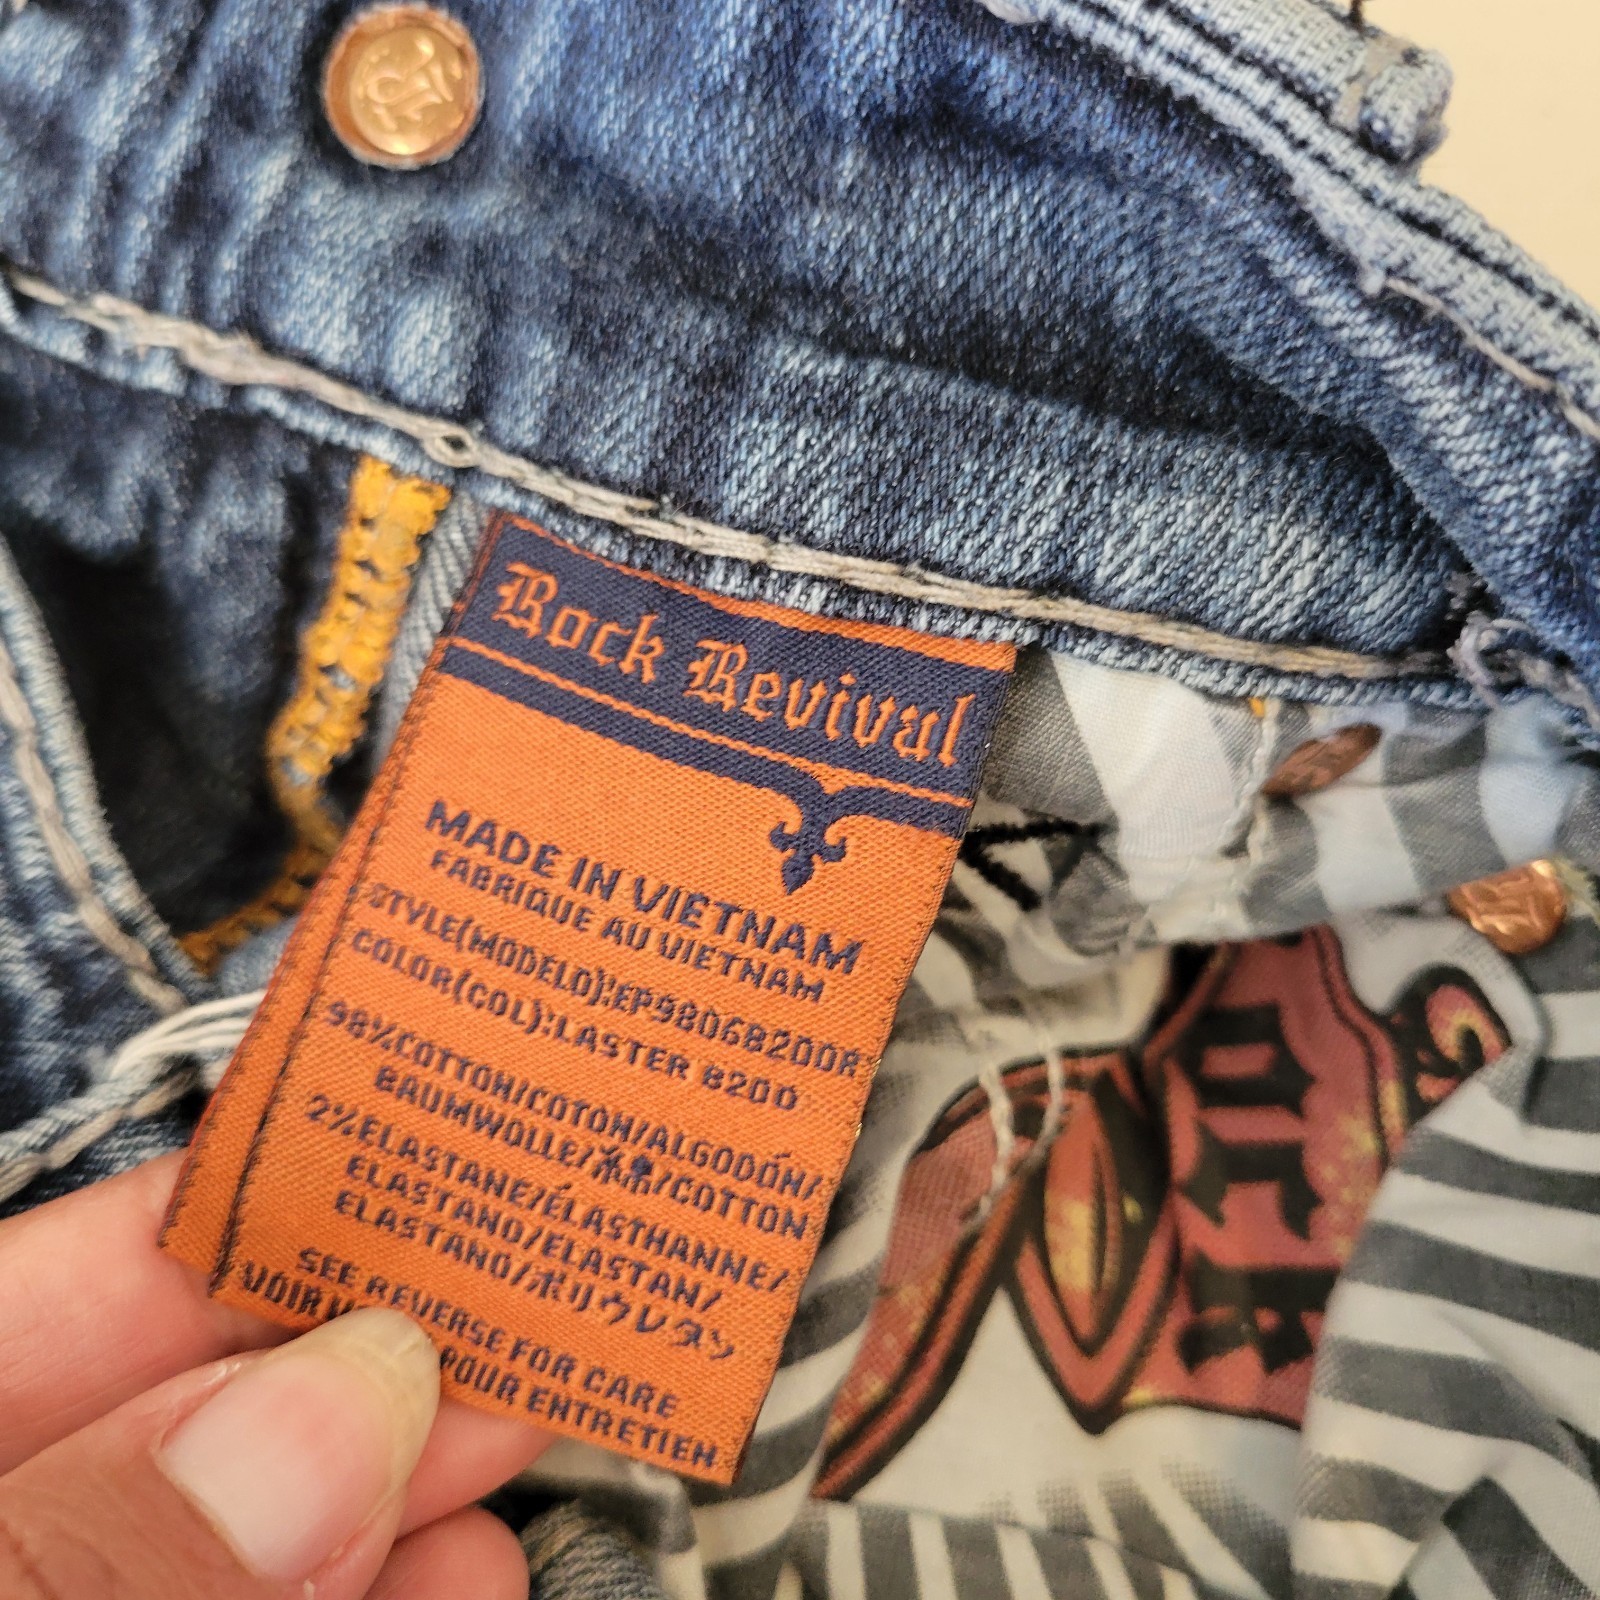 Rock Revival
MADE IN VIETNAM
FABRIQUE AU VIETNAM
STYLE(MODELO):EP98068200R
COLOR(COL):LASTER 8200
98%COTTON/COTON/ALGODÓN/
BAUMWOLLE/綿/COTTON
2%ELASTANE/ÉLASTHANNE/
ELASTANO/ELASTAN/
ELASTANO/ポリウレタン
SEE REVERSE FOR CARE
VOIR POUR ENTRETIEN